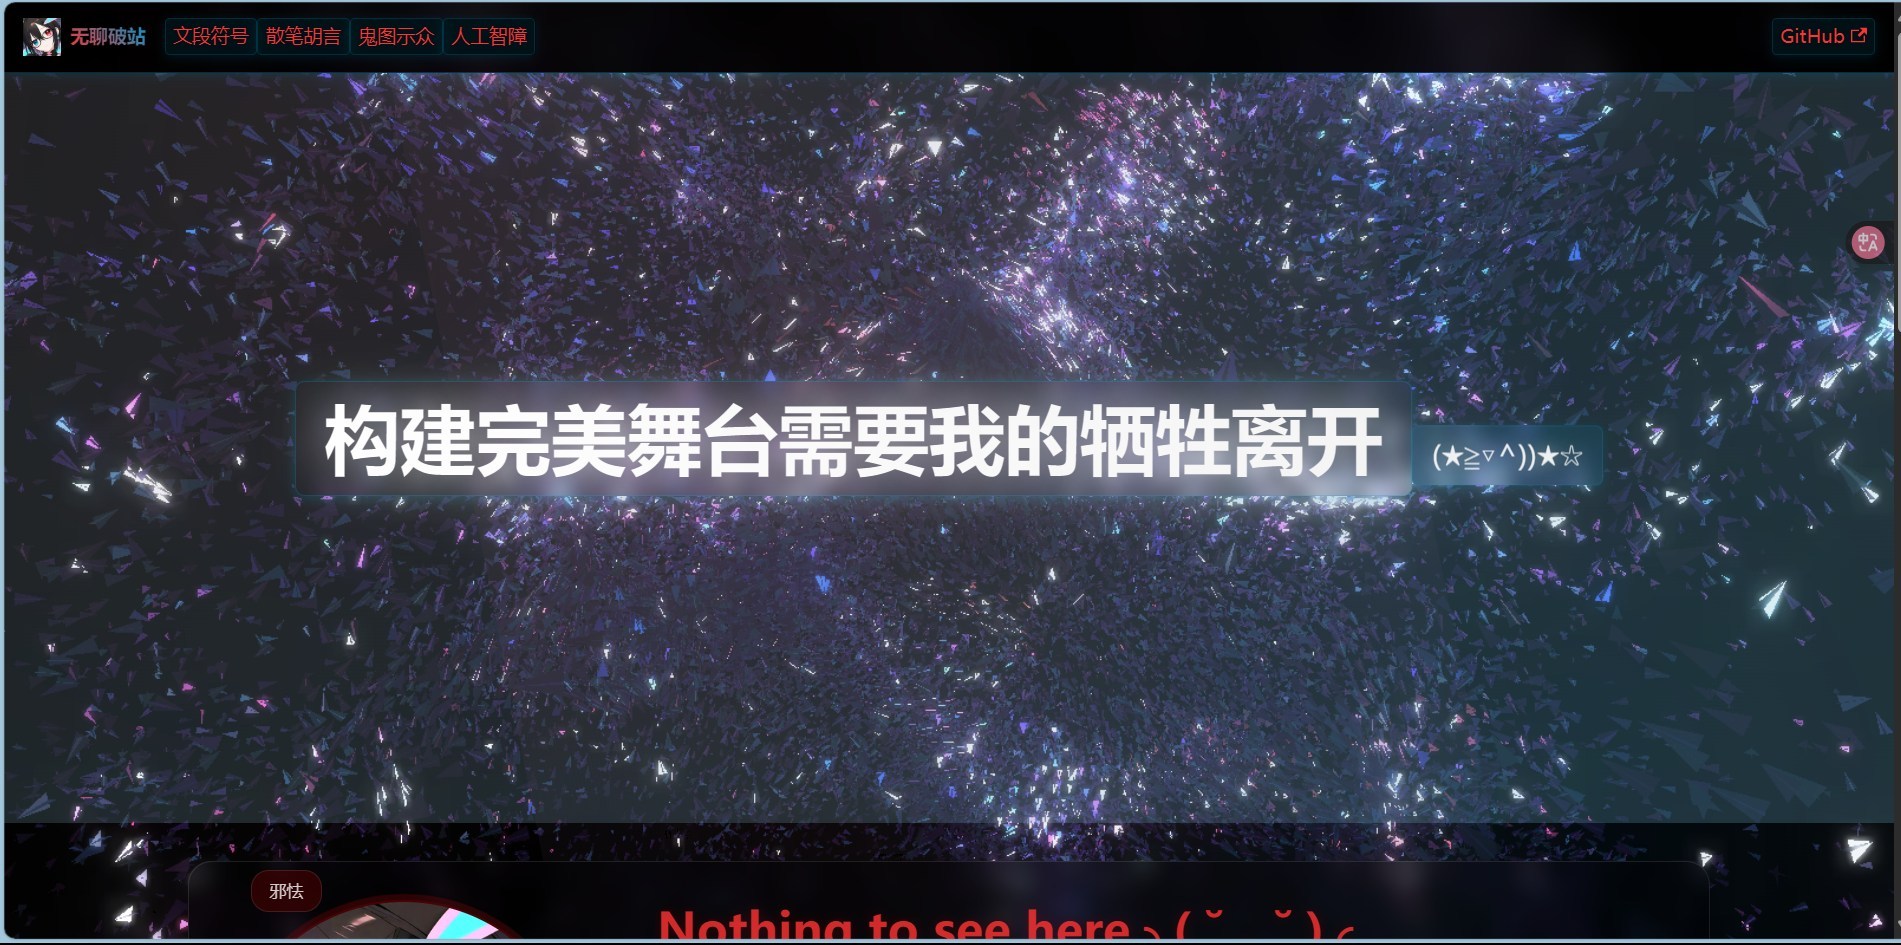 无聊破站 文段符号 散笔胡言 鬼图示众 人工智障 GitHub
构建完美舞台需要我的牺牲离开
(★≧▽^))★☆
邪怯
Nothing to see here ╮(˘ ˘)╭